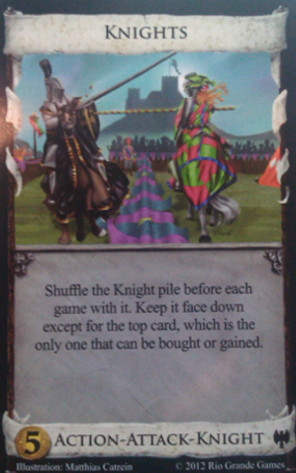 KNIGHTS
Shuffle the Knight pile before each
game with it. Keep it face down
except for the top card, which is the
only one that can be bought or gained.
5 ACTION-ATTACK-KNIGHT
Illustration: Matthias Catrein © 2012 Rio Grande Games